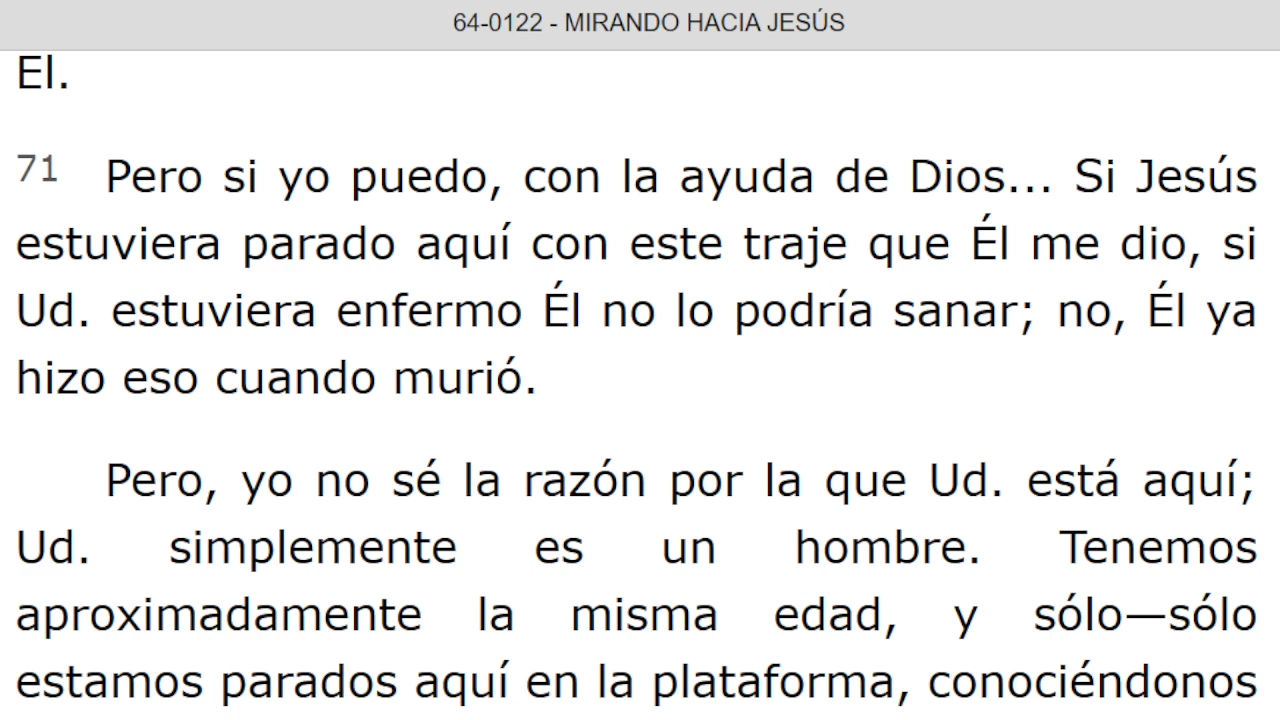 64-0122 - MIRANDO HACIA JESÚS
Él.
71 Pero si yo puedo, con la ayuda de Dios... Si Jesús
estuviera parado aquí con este traje que Él me dio, si
Ud. estuviera enfermo Él no lo podría sanar; no, Él ya
hizo eso cuando murió.
Pero, yo no sé la razón por la que Ud. está aquí;
Ud. simplemente es un hombre. Tenemos
aproximadamente la misma edad, y sólo—sólo
estamos parados aquí en la plataforma, conociéndonos